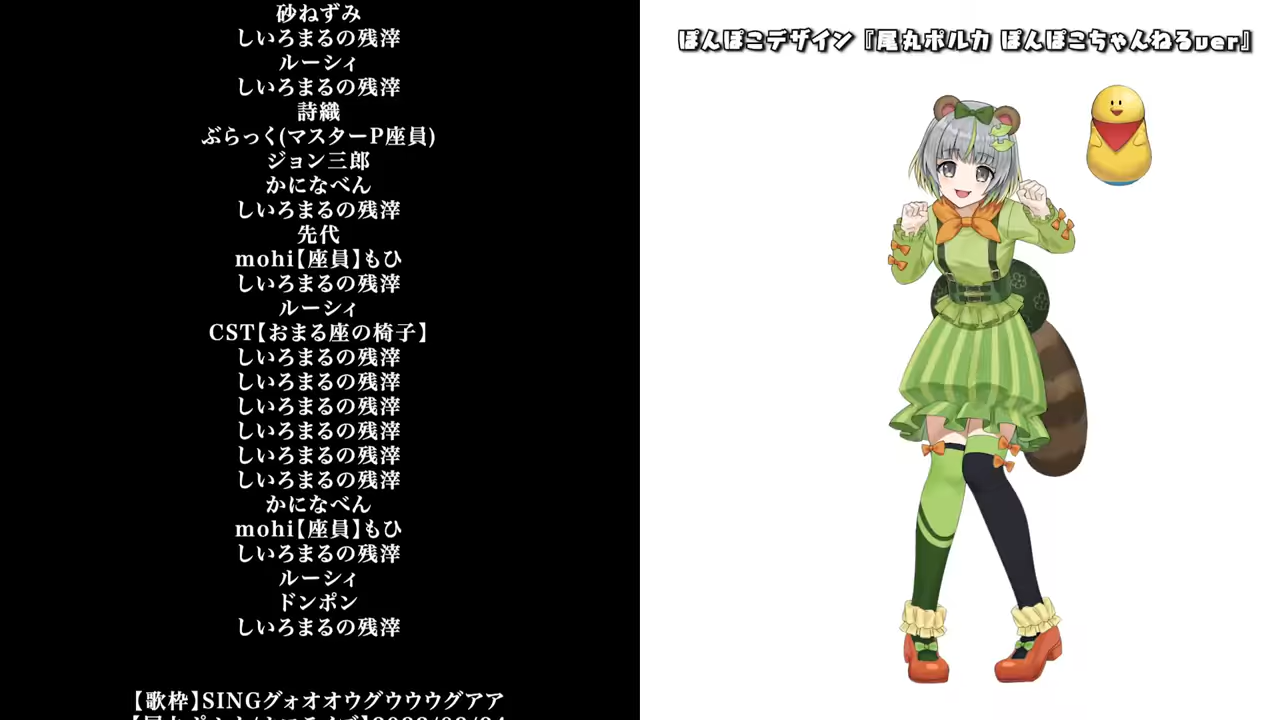 砂ねずみ
しいろまるの残滓
ルーシィ
しいろまるの残滓
詩織
ぶらっく(マスターP座員)
ジョン三郎
かになべん
しいろまるの残滓
先代
mohi【座員】もひ
しいろまるの残滓
ルーシィ
CST【おまる座の椅子】
しいろまるの残滓
しいろまるの残滓
しいろまるの残滓
しいろまるの残滓
しいろまるの残滓
しいろまるの残滓
かになべん
mohi【座員】もひ
しいろまるの残滓
ルーシィ
ドンポン
しいろまるの残滓
【歌枠】SINGグォオオウグウウウグアア
ぽんぽこデザイン『尾丸ポルカ ぽんぽこちゃんねるver』